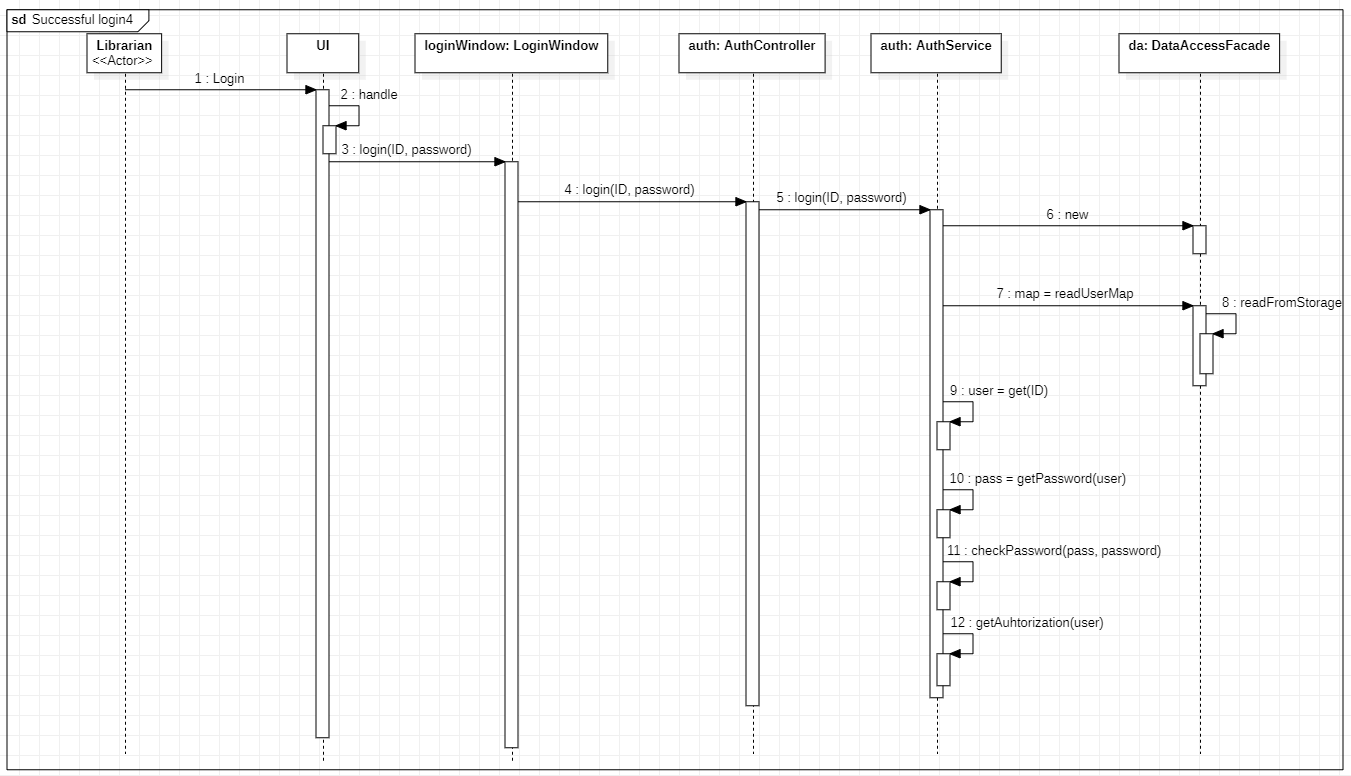 sd Successful login4
Librarian
<<Actor>>
UI
loginWindow: LoginWindow
auth: AuthController
auth: AuthService
da: DataAccessFacade
1 : Login
2 : handle
3 : login(ID, password)
4 : login(ID, password)
5 : login(ID, password)
6 : new
7 : map = readUserMap
8 : readFromStorage
9 : user = get(ID)
10 : pass = getPassword(user)
11 : checkPassword(pass, password)
12 : getAuhtorization(user)